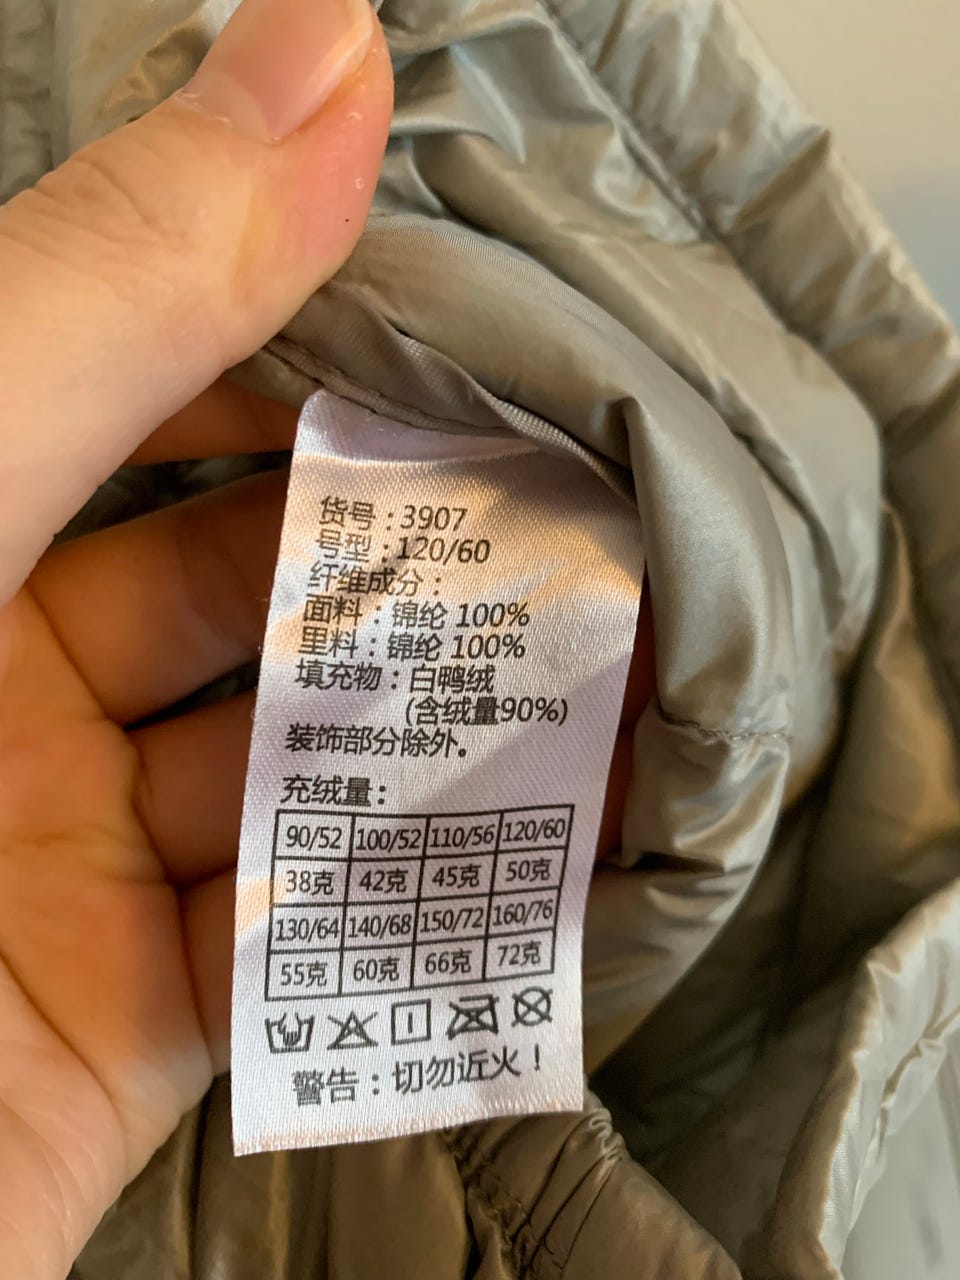 货号：3907
号型：120/60
纤维成分：
面料：锦纶 100%
里料：锦纶 100%
填充物：白鸭绒
(含绒量90%)
装饰部分除外。
充绒量：
90/52 100/52 110/56 120/60
38克 42克 45克 50克
130/64 140/68 150/72 160/76
55克 60克 66克 72克
警告：切勿近火！